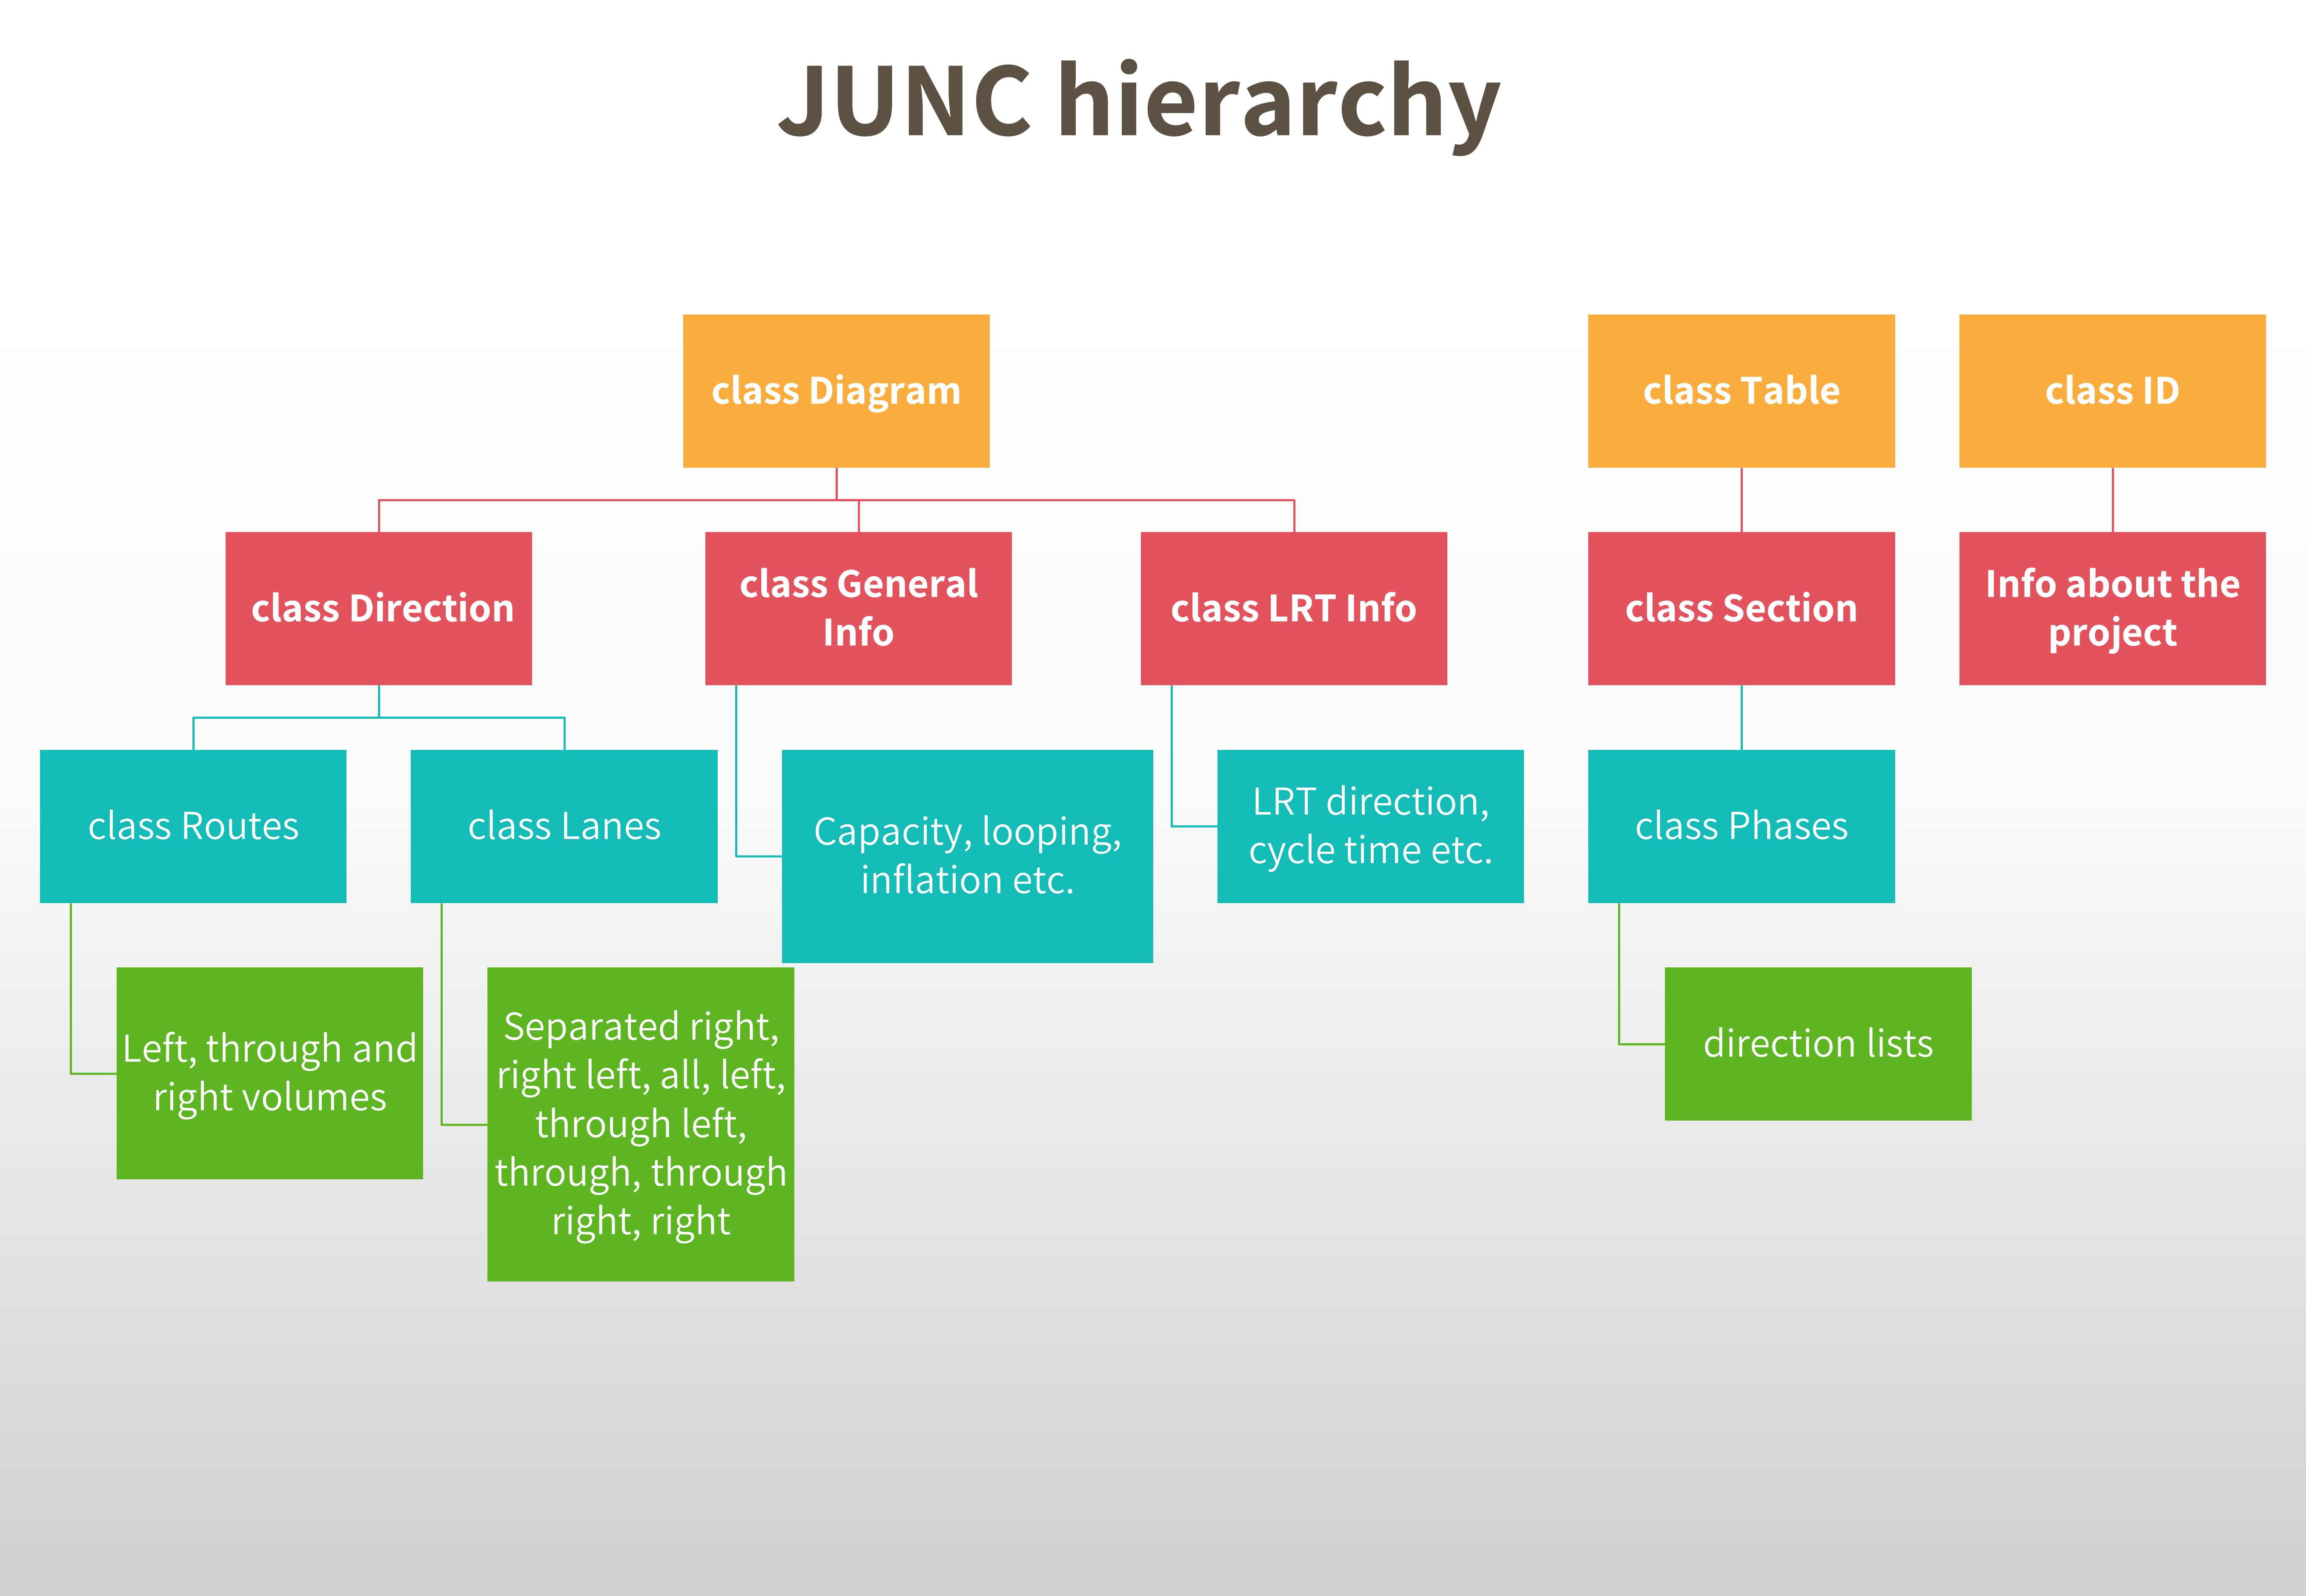 JUNC hierarchy
class Diagram
class Table
class ID
class Direction
class General
Info
class LRT Info
class Section
Info about the
project
class Routes
class Lanes
Capacity, looping,
inflation etc.
LRT direction,
cycle time etc.
class Phases
Left, through and
right volumes
Separated right,
right left, all, left,
through left,
through, through
right, right
direction lists